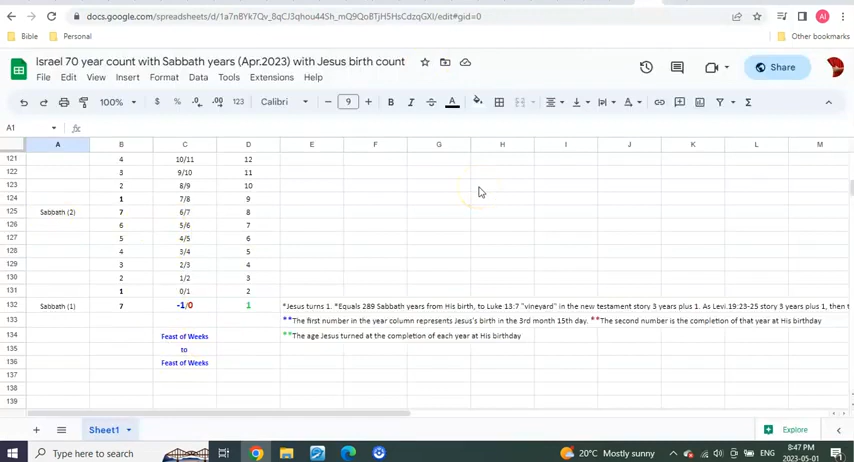 docs.google.com/spreadsheets/d/1a7nBYk7Qv_8qCJ3qhou44Sh_mQ9QoBTjH5HsCdzqGXI/edit#gid=0
Bible Personal Other bookmarks
Israel 70 year count with Sabbath years (Apr.2023) with Jesus birth count
File Edit View Insert Format Data Tools Extensions Help
Share
100% $ % .0 .00 123 Calibri 9 B I A
A1 fx
A B C D E F G H I J K L M
121 4 10/11 12
122 3 9/10 11
123 2 8/9 10
124 1 7/8 9
125 Sabbath (2) 7 6/7 8
126 6 5/6 7
127 5 4/5 6
128 4 3/4 5
129 3 2/3 4
130 2 1/2 3
131 1 0/1 2
132 Sabbath (1) 7 -1/0 1 *Jesus turns 1. *Equals 289 Sabbath years from His birth, to Luke 13:7 "vineyard" in the new testament story 3 years plus 1. As Levi.19:23-25 story 3 years plus 1, then t
133 **The first number in the year column represents Jesus's birth in the 3rd month 15th day. **The second number is the completion of that year at His birthday
134 Feast of Weeks **The age Jesus turned at the completion of each year at His birthday
135 to
136 Feast of Weeks
137
138
139
Sheet1 Explore
Type here to search 20°C Mostly sunny ENG 8:47 PM
2023-05-01